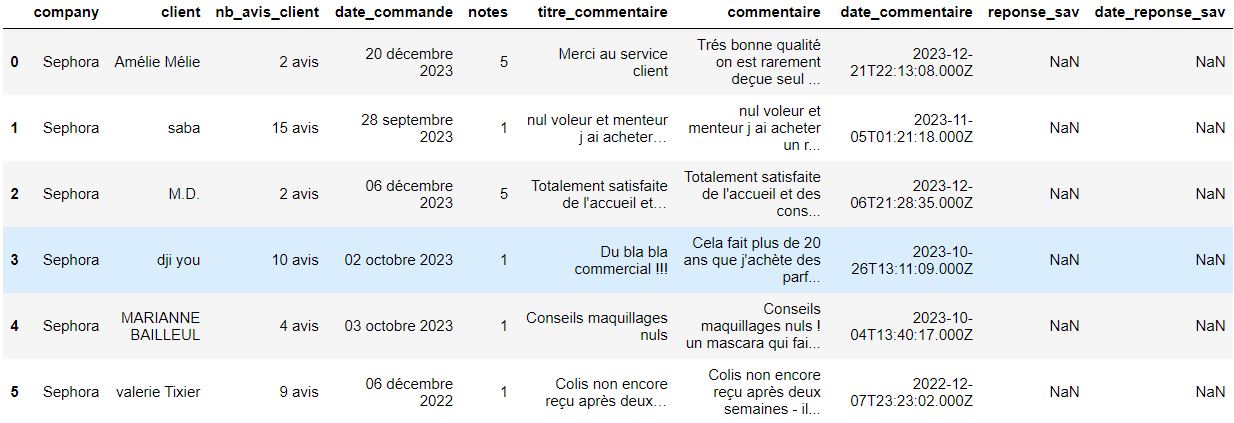 company client nb_avis_client date_commande notes titre_commentaire commentaire date_commentaire reponse_sav date_reponse_sav
0 Sephora Amélie Mélie 2 avis 20 décembre 2023 5 Merci au service client Trés bonne qualité on est rarement deçue seul ... 2023-12-21T22:13:08.000Z NaN NaN
1 Sephora saba 15 avis 28 septembre 2023 1 nul voleur et menteur j ai acheter… nul voleur et menteur j ai acheter un r... 2023-11-05T01:21:18.000Z NaN NaN
2 Sephora M.D. 2 avis 06 décembre 2023 5 Totalement satisfaite de l'accueil et… Totalement satisfaite de l'accueil et des cons... 2023-12-06T21:28:35.000Z NaN NaN
3 Sephora dji you 10 avis 02 octobre 2023 1 Du bla bla commercial !!! Cela fait plus de 20 ans que j'achète des parf... 2023-10-26T13:11:09.000Z NaN NaN
4 Sephora MARIANNE BAILLEUL 4 avis 03 octobre 2023 1 Conseils maquillages nuls Conseils maquillages nuls ! un mascara qui fai... 2023-10-04T13:40:17.000Z NaN NaN
5 Sephora valerie Tixier 9 avis 06 décembre 2022 1 Colis non encore reçu après deux… Colis non encore reçu après deux semaines - il... 2022-12-07T23:23:02.000Z NaN NaN